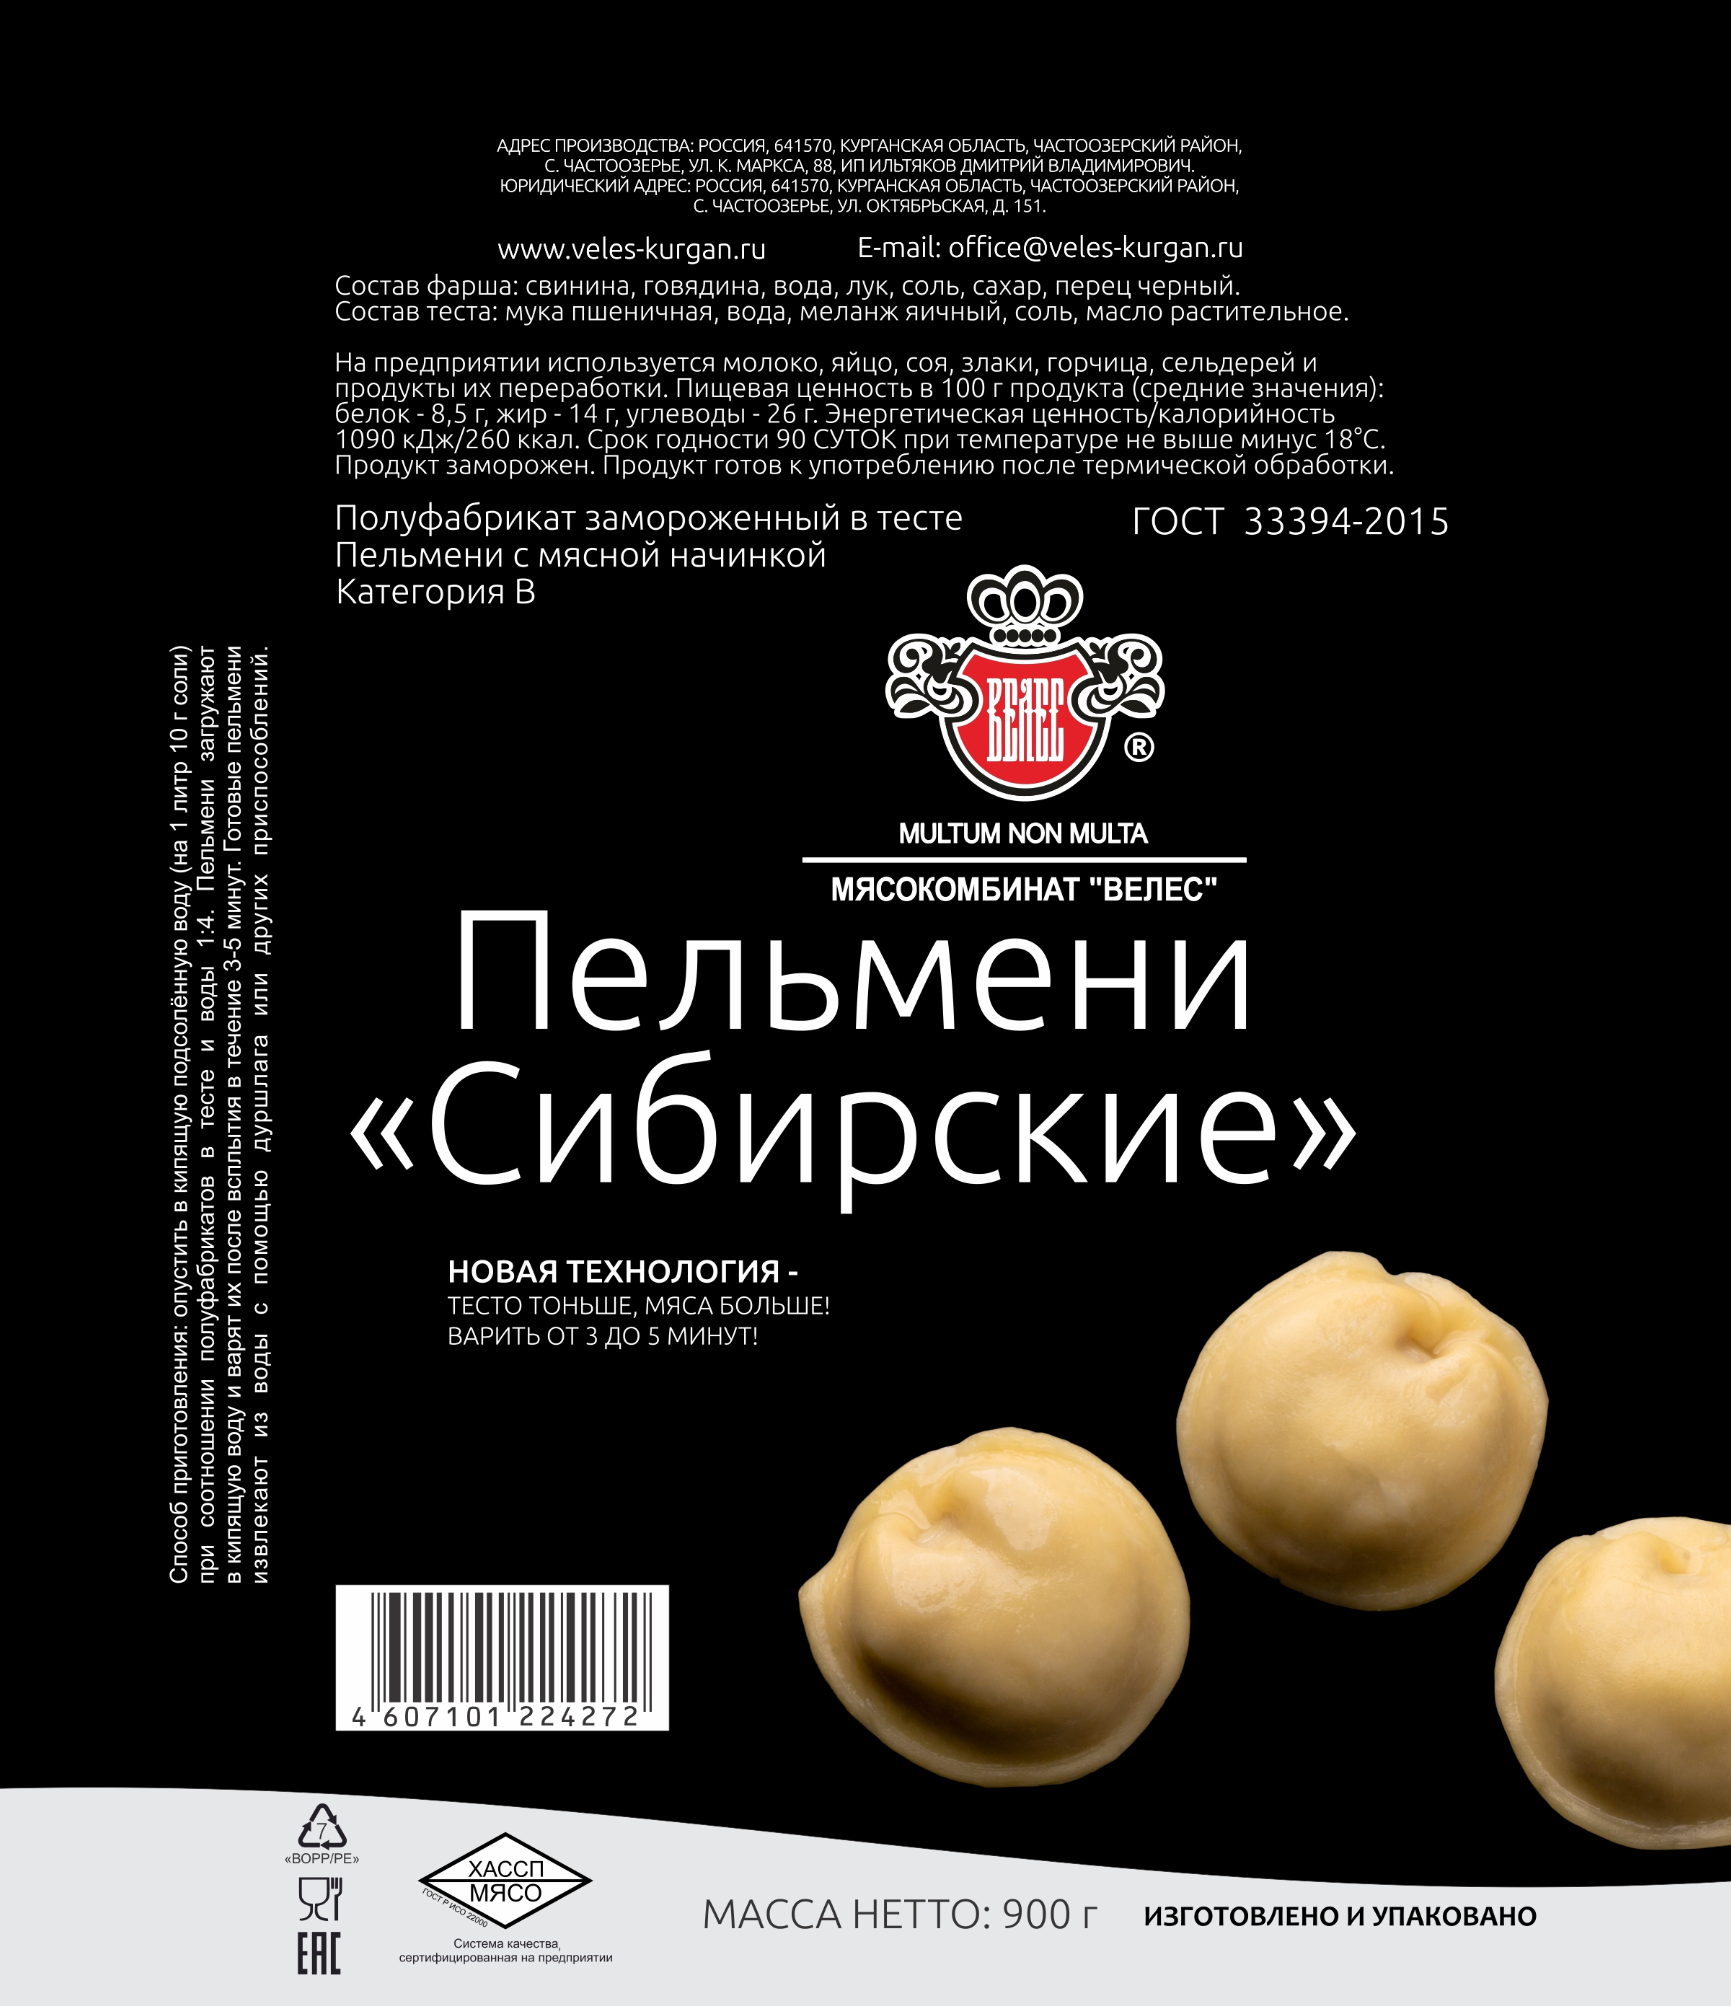 АДРЕС ПРОИЗВОДСТВА: РОССИЯ, 641570, КУРГАНСКАЯ ОБЛАСТЬ, ЧАСТООЗЕРСКИЙ РАЙОН,
С. ЧАСТООЗЕРЬЕ, УЛ. К. МАРКСА, 88, ИП ИЛЬТЯКОВ ДМИТРИЙ ВЛАДИМИРОВИЧ.
ЮРИДИЧЕСКИЙ АДРЕС: РОССИЯ, 641570, КУРГАНСКАЯ ОБЛАСТЬ, ЧАСТООЗЕРСКИЙ РАЙОН,
С. ЧАСТООЗЕРЬЕ, УЛ. ОКТЯБРЬСКАЯ, Д. 151.
www.veles-kurgan.ru E-mail: office@veles-kurgan.ru
Состав фарша: свинина, говядина, вода, лук, соль, сахар, перец черный.
Состав теста: мука пшеничная, вода, меланж яичный, соль, масло растительное.
На предприятии используется молоко, яйцо, соя, злаки, горчица, сельдерей и
продукты их переработки. Пищевая ценность в 100 г продукта (средние значения):
белок - 8,5 г, жир - 14 г, углеводы - 26 г. Энергетическая ценность/калорийность
1090 кДж/260 ккал. Срок годности 90 СУТОК при температуре не выше минус 18°С.
Продукт заморожен. Продукт готов к употреблению после термической обработки.
Полуфабрикат замороженный в тесте
Пельмени с мясной начинкой
Категория В
ГОСТ 33394-2015
ВЕЛЕС
®
MULTUM NON MULTA
МЯСОКОМБИНАТ "ВЕЛЕС"
Пельмени
«Сибирские»
НОВАЯ ТЕХНОЛОГИЯ -
ТЕСТО ТОНЬШЕ, МЯСА БОЛЬШЕ!
ВАРИТЬ ОТ 3 ДО 5 МИНУТ!
Способ приготовления: опустить в кипящую подсолённую воду (на 1 литр 10 г соли)
при соотношении полуфабрикатов в тесте и воды 1:4. Пельмени загружают
в кипящую воду и варят их после всплытия в течение 3-5 минут. Готовые пельмени
извлекают из воды с помощью дуршлага или других приспособлений.
4 607101 224272
7
«BOPP/PE»
EAC
ХАССП
МЯСО
ГОСТ Р ИСО 22000
Система качества,
сертифицированная на предприятии
МАССА НЕТТО: 900 г
ИЗГОТОВЛЕНО И УПАКОВАНО